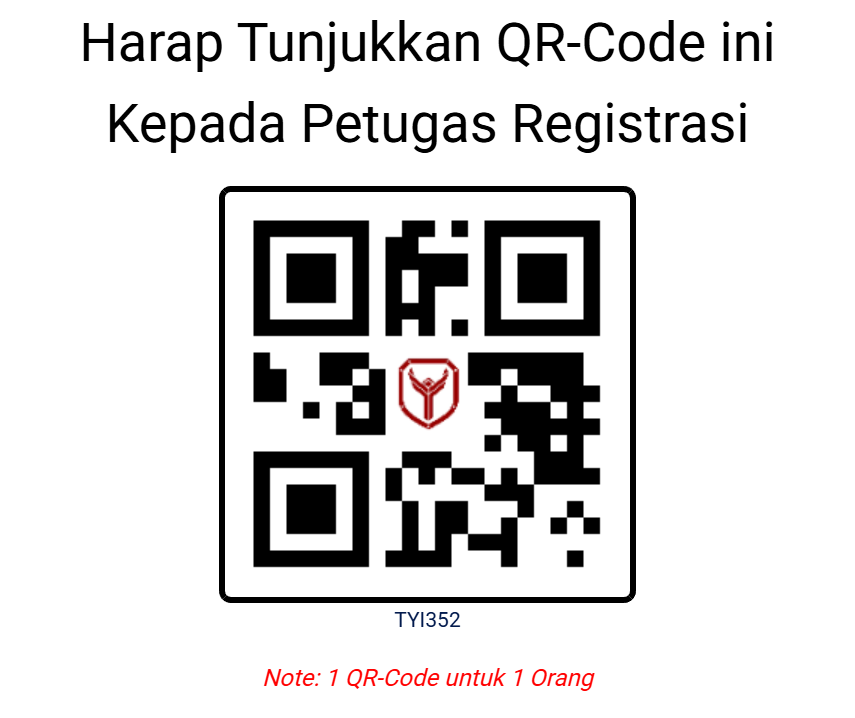 Harap Tunjukkan QR-Code ini
Kepada Petugas Registrasi
TYI352
Note: 1 QR-Code untuk 1 Orang